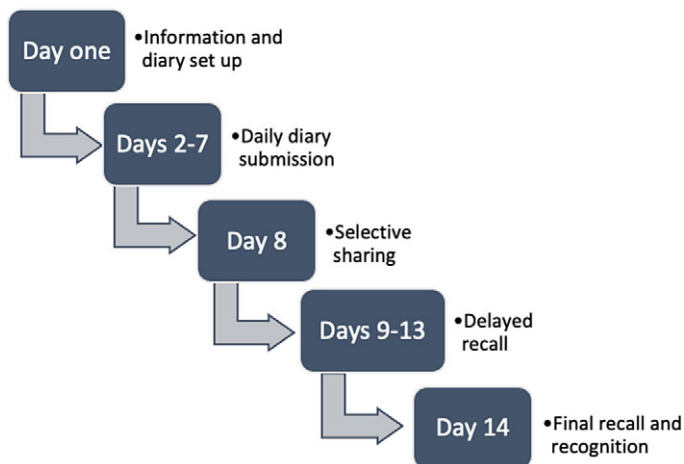 Day one
•Information and
diary set up
Days 2-7
•Daily diary
submission
Day 8
•Selective
sharing
Days 9-13
•Delayed
recall
Day 14
•Final recall and
recognition